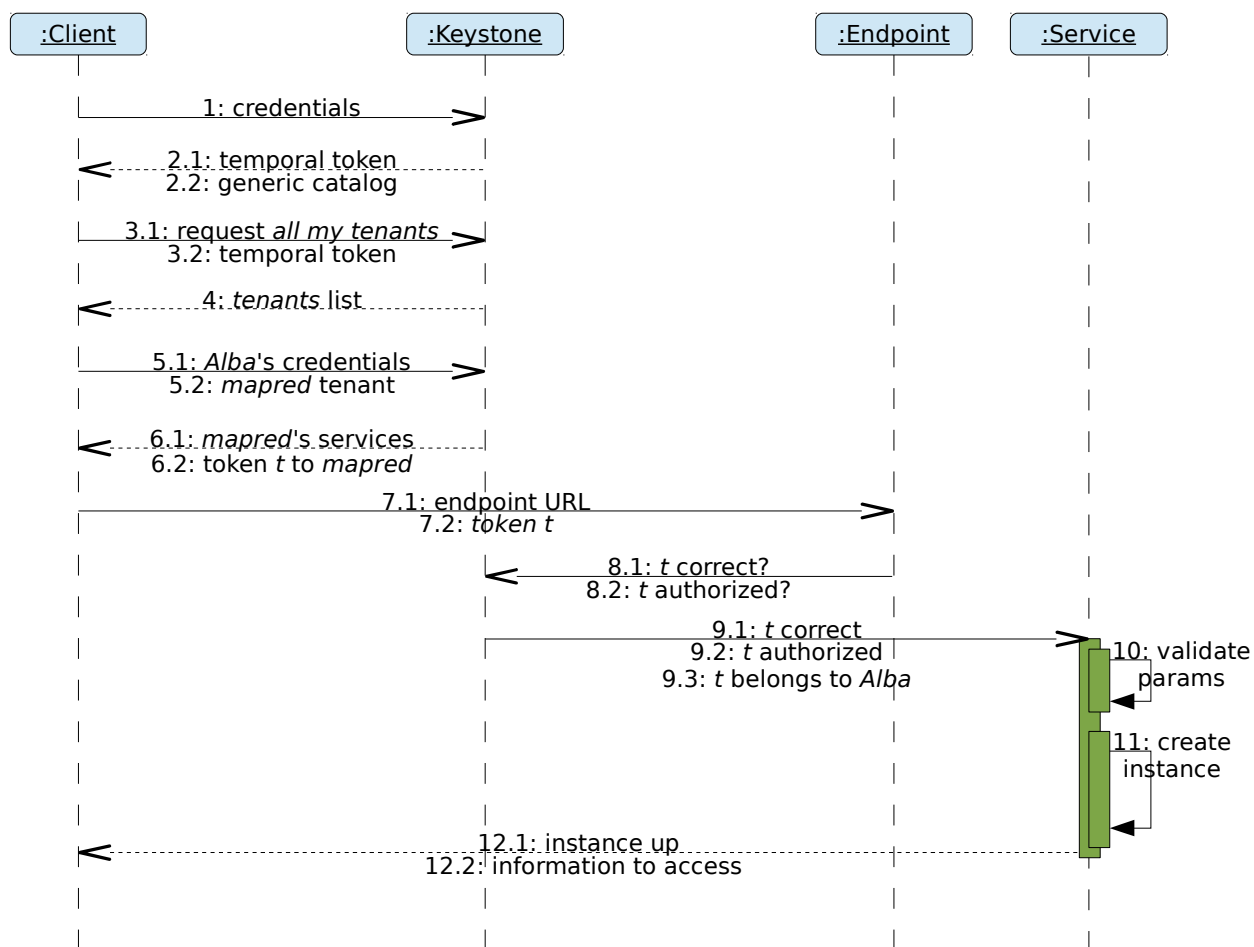 :Client
:Keystone
:Endpoint
:Service
1: credentials
2.1: temporal token
2.2: generic catalog
3.1: request all my tenants
3.2: temporal token
4: tenants list
5.1: Alba's credentials
5.2: mapred tenant
6.1: mapred's services
6.2: token t to mapred
7.1: endpoint URL
7.2: token t
8.1: t correct?
8.2: t authorized?
9.1: t correct
9.2: t authorized
9.3: t belongs to Alba
10: validate
params
11: create
instance
12.1: instance up
12.2: information to access